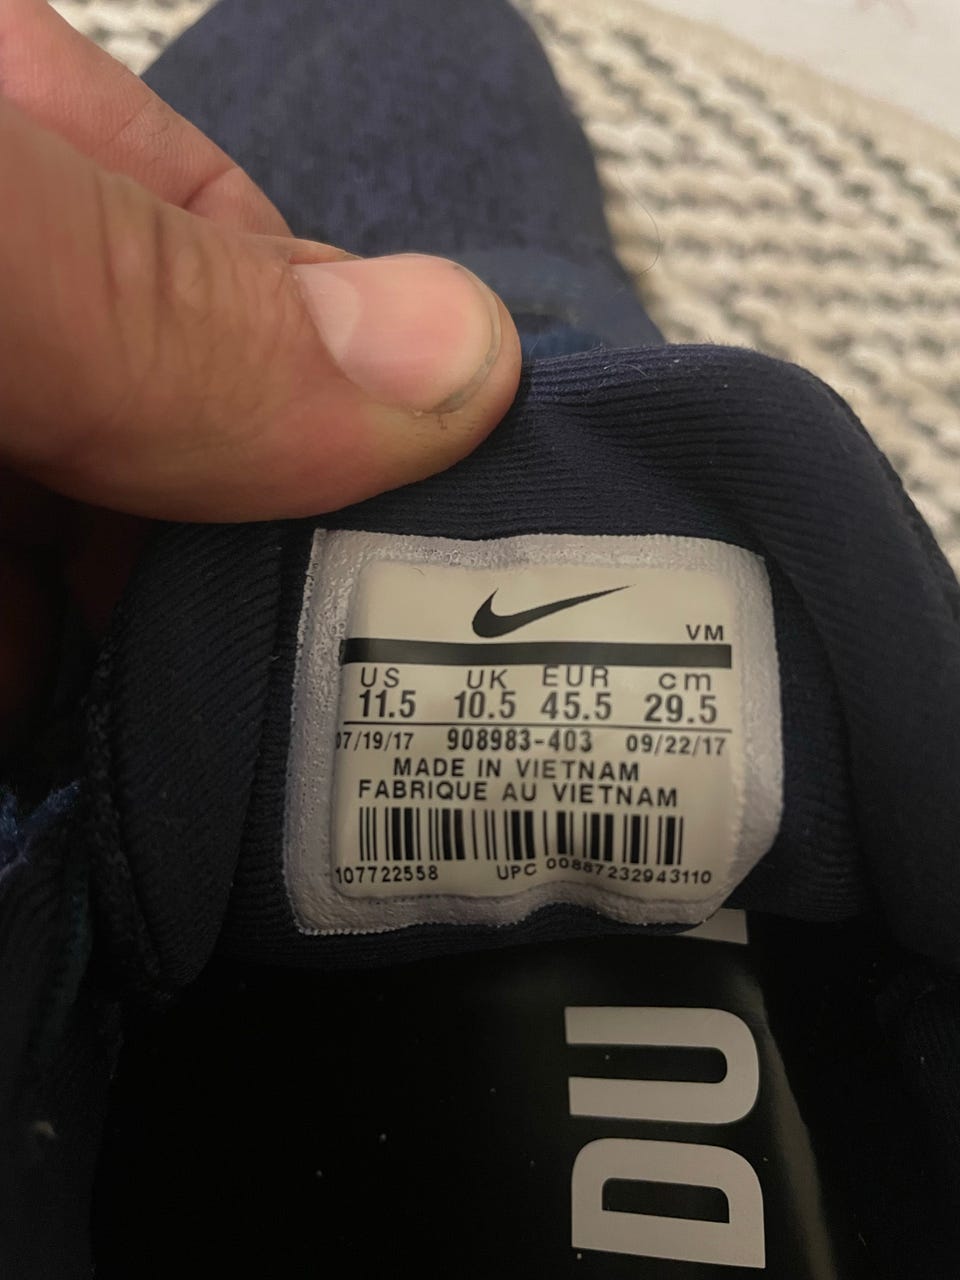 VM
US UK EUR cm
11.5 10.5 45.5 29.5
07/19/17 908983-403 09/22/17
MADE IN VIETNAM
FABRIQUE AU VIETNAM
107722558 UPC 00887232943110
DU